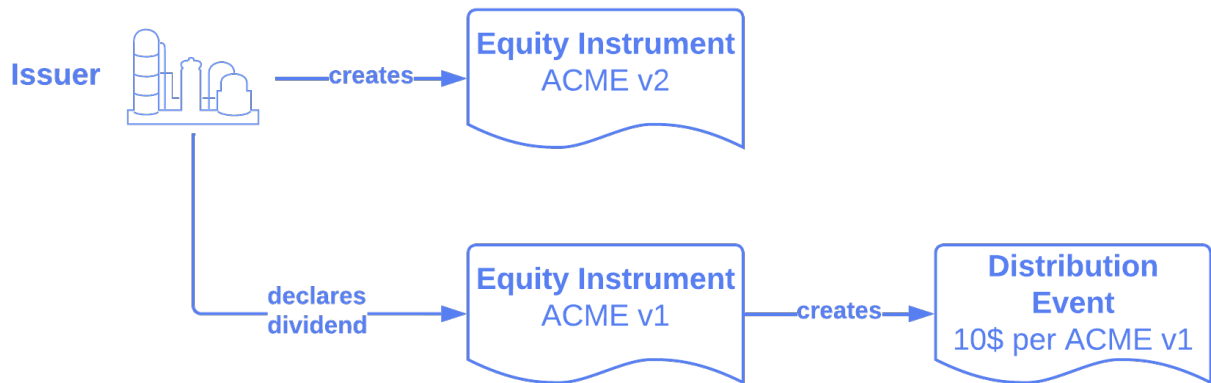 Issuer
creates
Equity Instrument
ACME v2
declares
dividend
Equity Instrument
ACME v1
creates
Distribution
Event
10$ per ACME v1